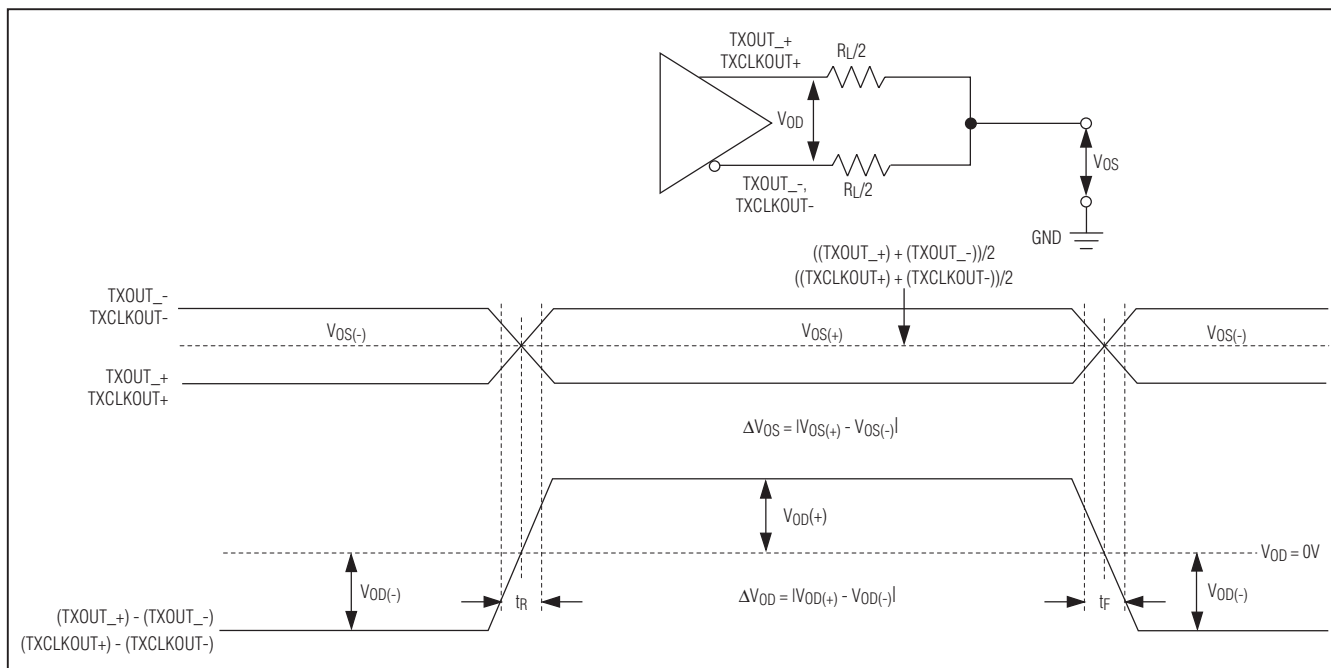 TXOUT_+
TXCLKOUT+
RL/2
VOD
VOS
TXOUT_-,
TXCLKOUT-
RL/2
GND
((TXOUT_+) + (TXOUT_-))/2
((TXCLKOUT+) + (TXCLKOUT-))/2
TXOUT_-
TXCLKOUT-
VOS(-)
VOS(+)
VOS(-)
TXOUT_+
TXCLKOUT+
ΔVOS = |VOS(+) - VOS(-)|
VOD(+)
VOD = 0V
VOD(-)
tR
ΔVOD = |VOD(+) - VOD(-)|
tF
VOD(-)
(TXOUT_+) - (TXOUT_-)
(TXCLKOUT+) - (TXCLKOUT-)